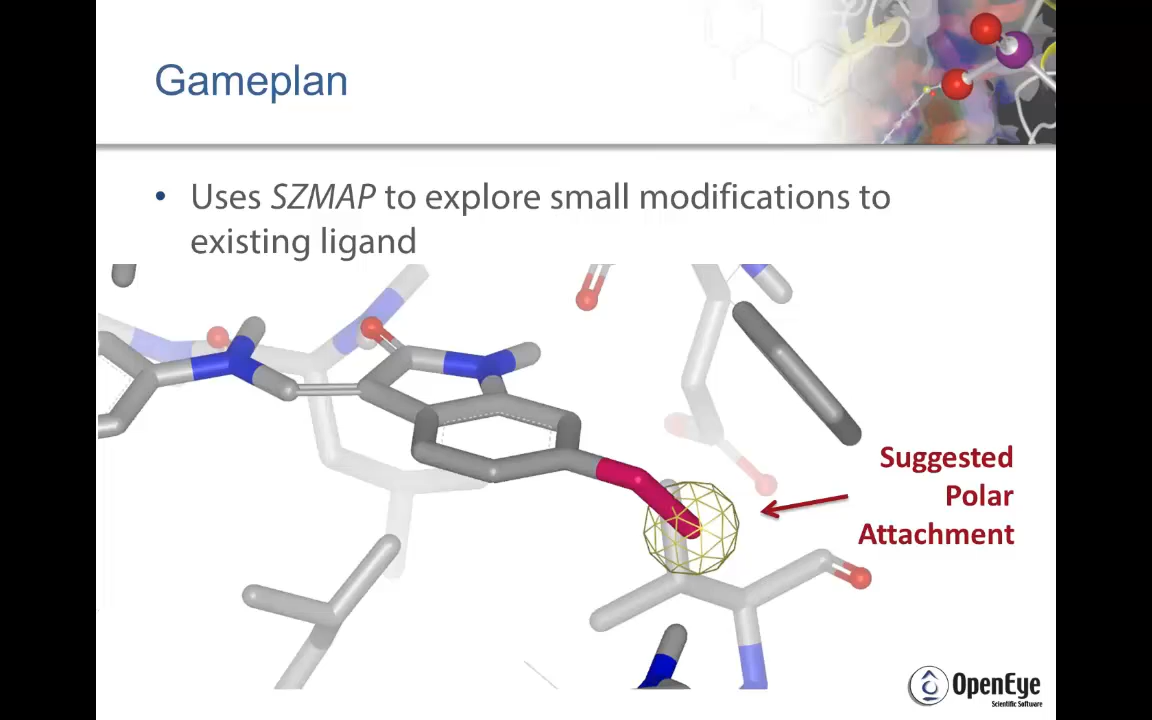 Gameplan
• Uses SZMAP to explore small modifications to
existing ligand
Suggested
Polar
Attachment
OpenEye
Scientific Software